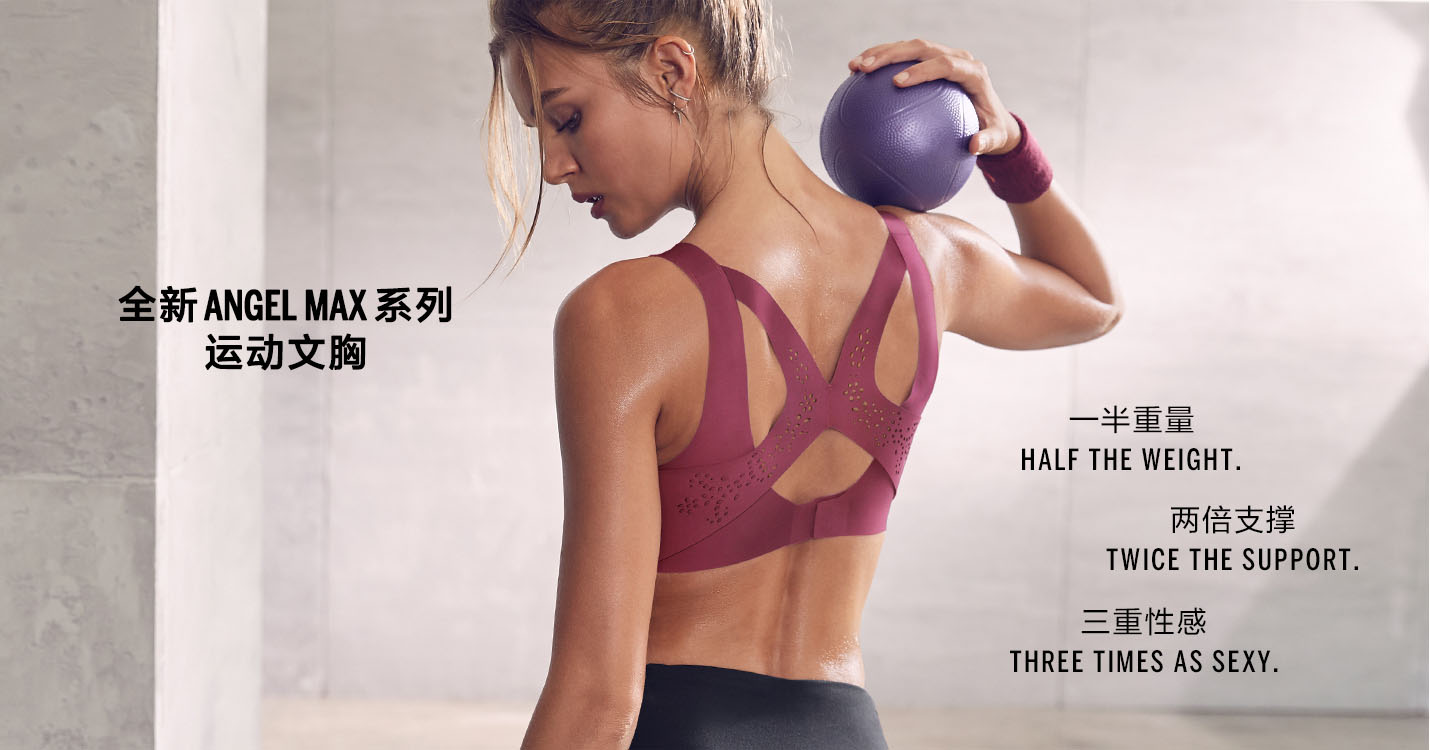 全新 ANGEL MAX 系列
运动文胸
一半重量
HALF THE WEIGHT.
两倍支撑
TWICE THE SUPPORT.
三重性感
THREE TIMES AS SEXY.